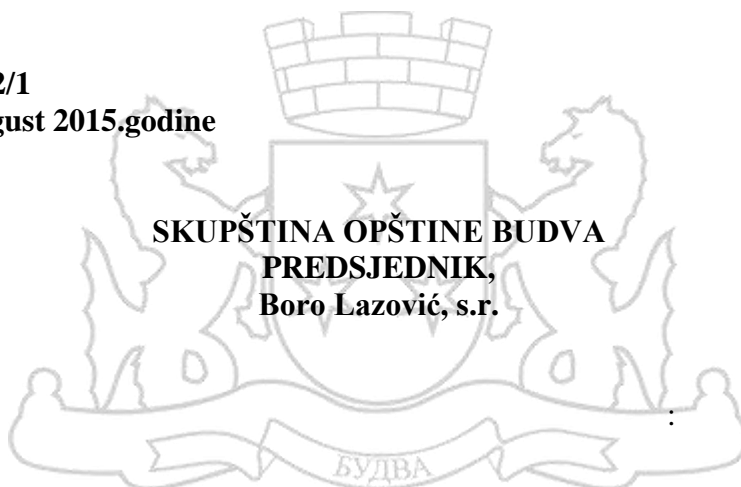 2/1
gust 2015.godine
SKUPŠTINA OPŠTINE BUDVA
PREDSJEDNIK,
Boro Lazović, s.r.
:
БУДВА